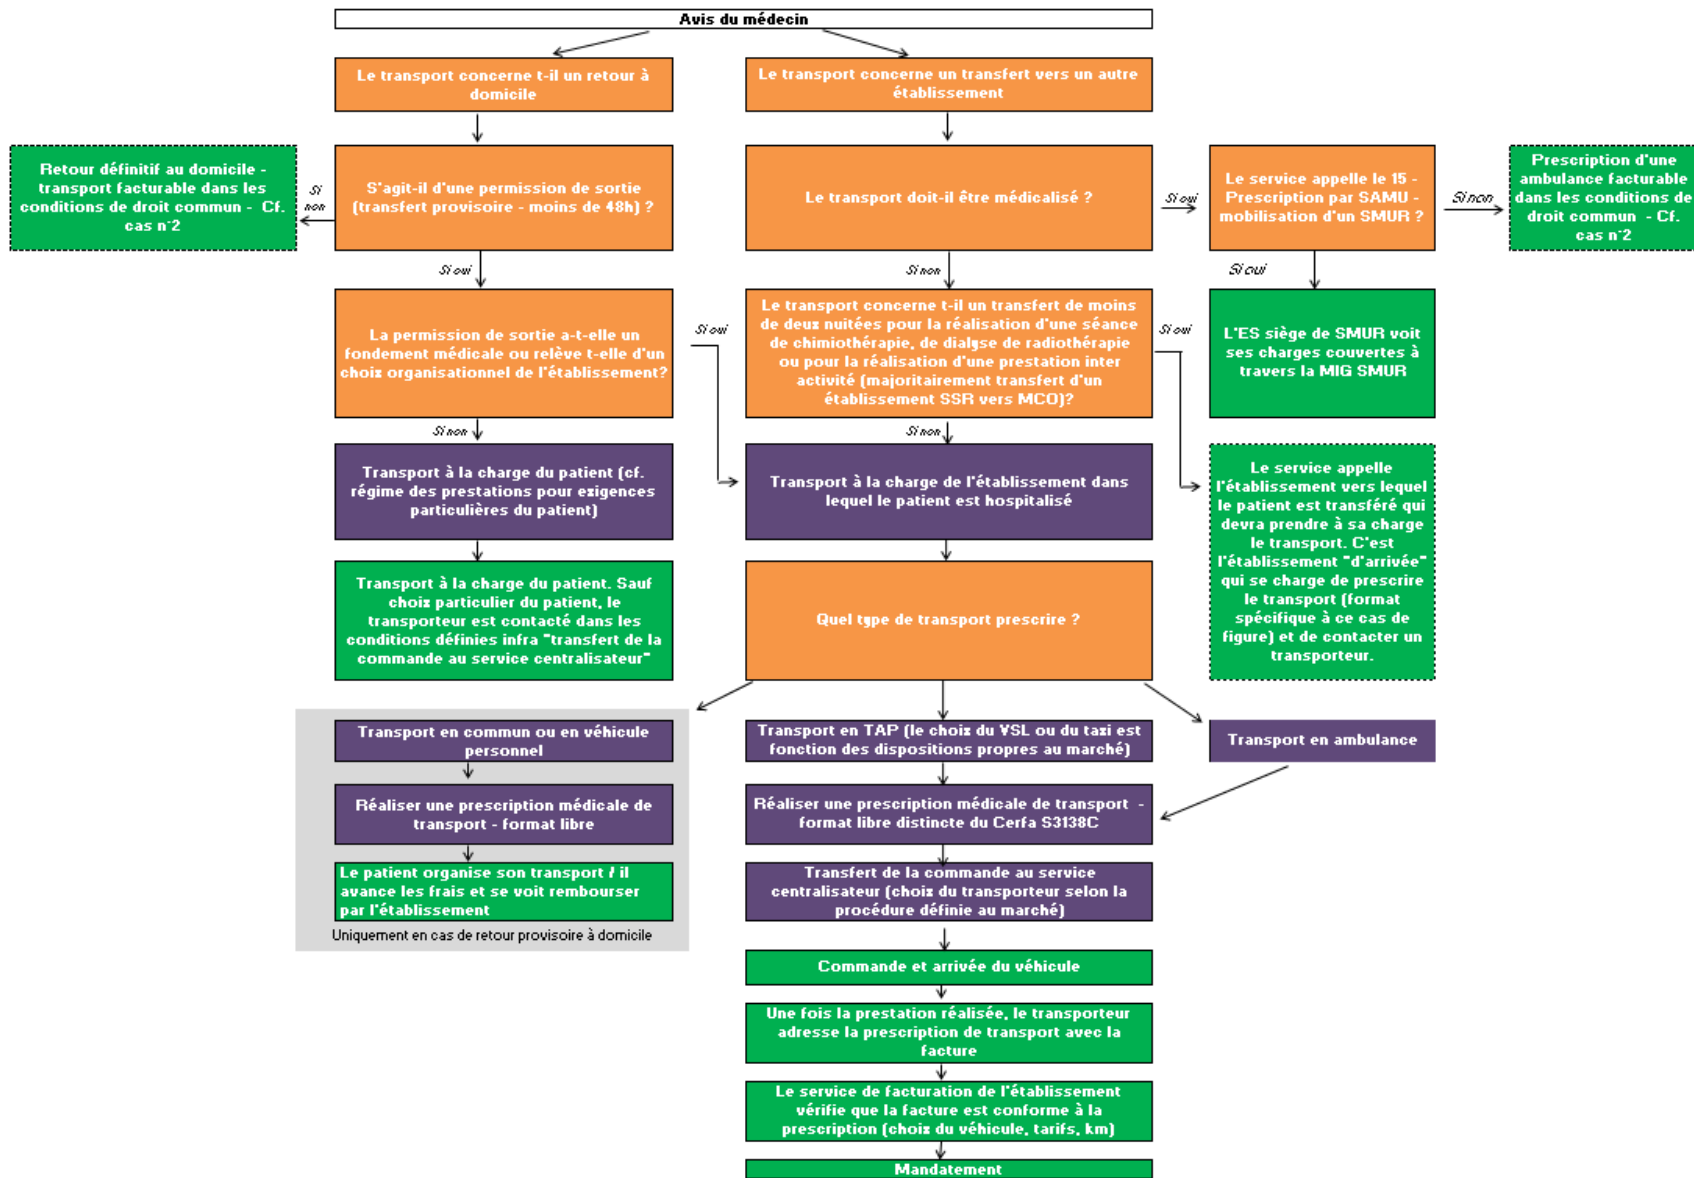 Avis du médecin
Le transport concerne t-il un retour à
domicile
Le transport concerne un transfert vers un autre
établissement
Retour définitif au domicile -
transport facturable dans les
conditions de droit commun - Cf.
cas n°2
Si
non
S'agit-il d'une permission de sortie
(transfert provisoire - moins de 48h) ?
Le transport doit-il être médicalisé ?
Si oui
Le service appelle le 15 -
Prescription par SAMU -
mobilisation d'un SMUR ?
Si non
Prescription d'une
ambulance facturable
dans les conditions de
droit commun - Cf.
cas n°2
Si oui
Si non
Si oui
La permission de sortie a-t-elle un
fondement médicale ou relève t-elle d'un
choix organisationnel de l'établissement?
Si oui
Le transport concerne t-il un transfert de moins
de deux nuitées pour la réalisation d'une séance
de chimiothérapie, de dialyse de radiothérapie
ou pour la réalisation d'une prestation inter
activité (majoritairement transfert d'un
établissement SSR vers MCO)?
Si oui
L'ES siège de SMUR voit
ses charges couvertes à
travers la MIG SMUR
Si non
Si non
Transport à la charge du patient (cf.
régime des prestations pour exigences
particulières du patient)
Transport à la charge de l'établissement dans
lequel le patient est hospitalisé
Le service appelle
l'établissement vers lequel
le patient est transféré qui
devra prendre à sa charge
le transport. C'est
l'établissement "d'arrivée"
qui se charge de prescrire
le transport (format
spécifique à ce cas de
figure) et de contacter un
transporteur.
Transport à la charge du patient. Sauf
choix particulier du patient, le
transporteur est contacté dans les
conditions définies infra "transfert de la
commande au service centralisateur"
Quel type de transport prescrire ?
Transport en commun ou en véhicule
personnel
Transport en TAP (le choix du VSL ou du taxi est
fonction des dispositions propres au marché)
Transport en ambulance
Réaliser une prescription médicale de
transport - format libre
Réaliser une prescription médicale de transport -
format libre distincte du Cerfa S3138C
Le patient organise son transport / il
avance les frais et se voit rembourser
par l'établissement
Uniquement en cas de retour provisoire à domicile
Transfert de la commande au service
centralisateur (choix du transporteur selon la
procédure définie au marché)
Commande et arrivée du véhicule
Une fois la prestation réalisée, le transporteur
adresse la prescription de transport avec la
facture
Le service de facturation de l'établissement
vérifie que la facture est conforme à la
prescription (choix du véhicule, tarifs, km)
Mandatement